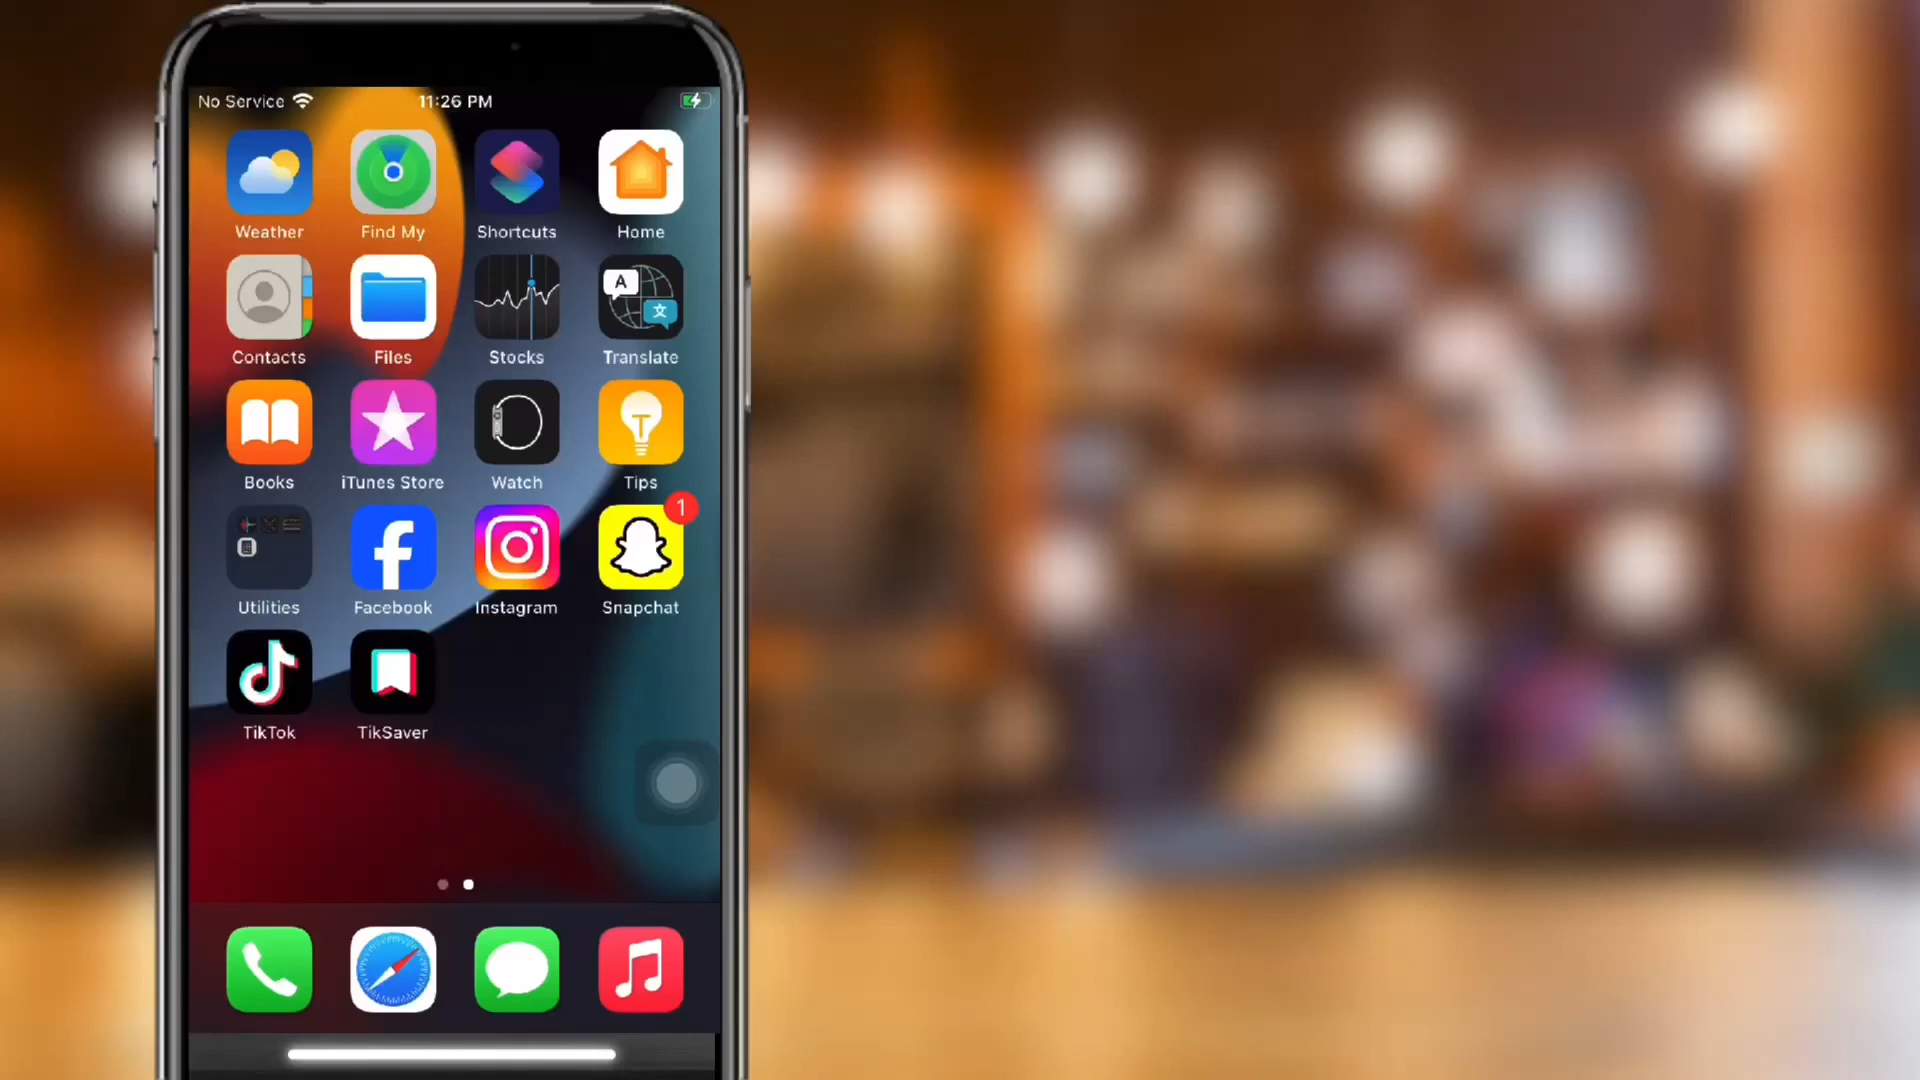 No Service 11:26 PM
Weather Find My Shortcuts Home
A 文
Contacts Files Stocks Translate
T
Books iTunes Store Watch Tips
1
Utilities Facebook Instagram Snapchat
TikTok TikSaver